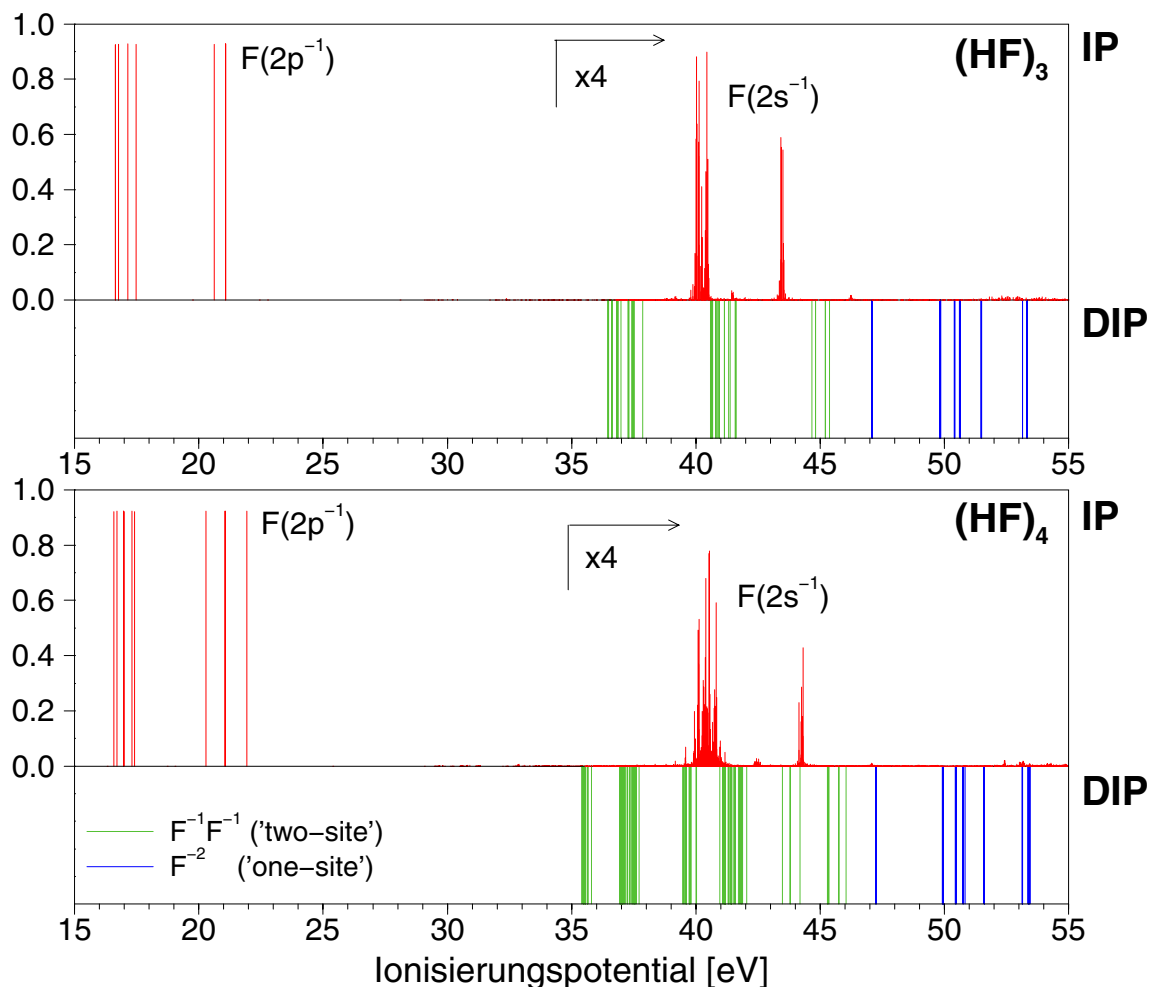 1.0
0.8
0.6
0.4
0.2
0.0
F(2p⁻¹)
x4
F(2s⁻¹)
(HF)₃
IP
DIP
15 20 25 30 35 40 45 50 55
1.0
0.8
0.6
0.4
0.2
0.0
F(2p⁻¹)
x4
F(2s⁻¹)
(HF)₄
IP
DIP
F⁻¹F⁻¹ ('two−site')
F⁻² ('one−site')
15 20 25 30 35 40 45 50 55
Ionisierungspotential [eV]